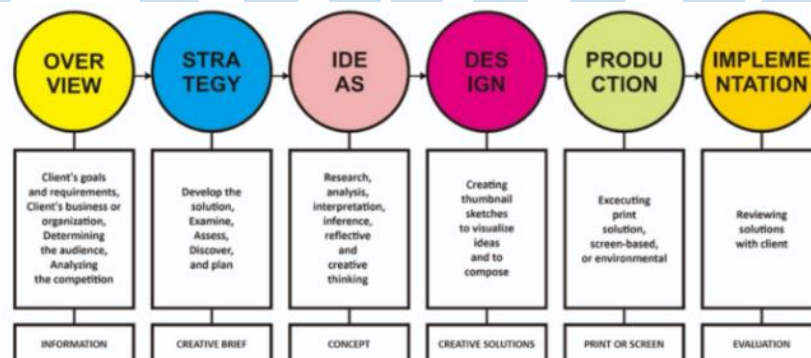 OVER
VIEW
STRA
TEGY
IDE
AS
DES
IGN
PRODU
CTION
IMPLEME
NTATION
Client's goals
and requirements,
Client's business or
organization,
Determining
the audience,
Analyzing
the competition
Develop the
solution,
Examine,
Assess,
Discover,
and plan
Research,
analysis,
interpretation,
inference,
reflective
and
creative
thinking
Creating
thumbnail
sketches
to visualize
ideas
and to
compose
Excecuting
print
solution,
screen-based,
or environmental
Reviewing
solutions
with client
INFORMATION
CREATIVE BRIEF
CONCEPT
CREATIVE SOLUTIONS
PRINT OR SCREEN
EVALUATION